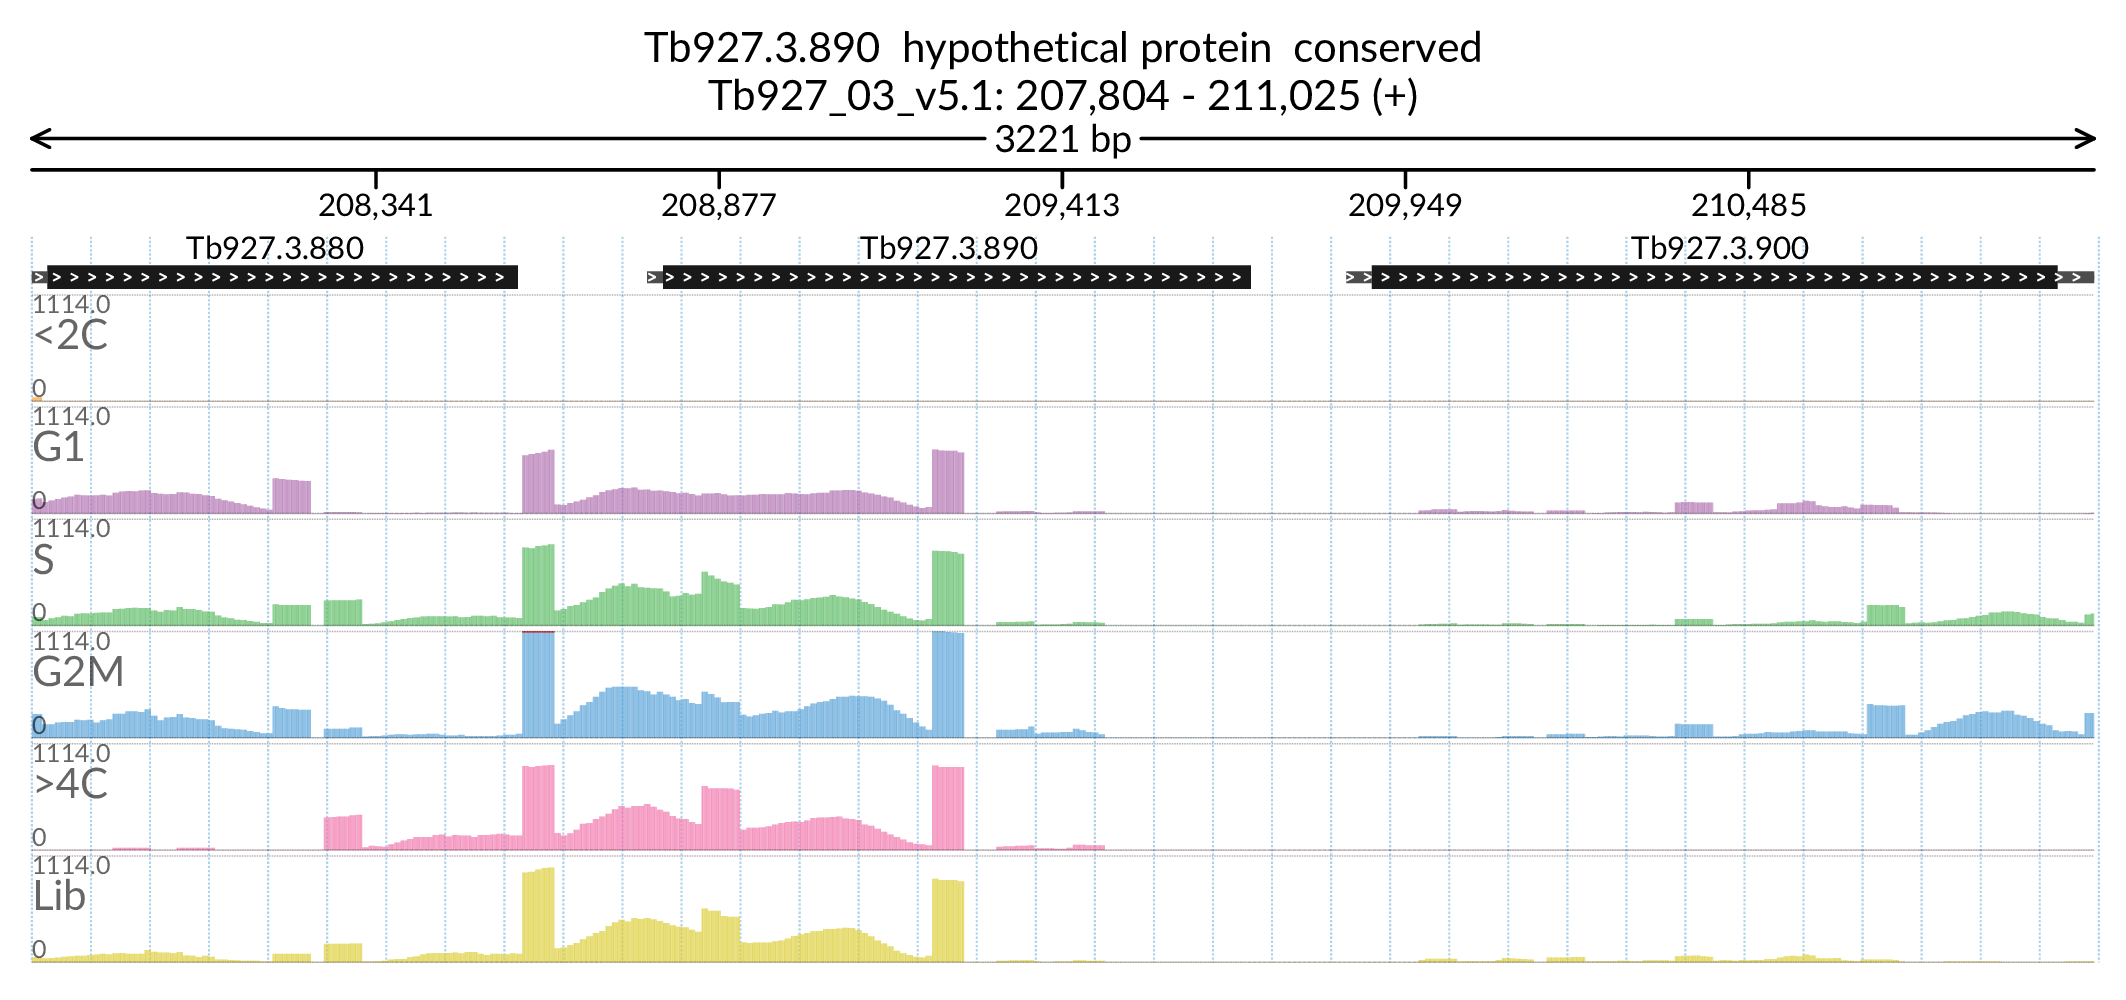 Tb927.3.890 hypothetical protein conserved
Tb927_03_v5.1: 207,804 - 211,025 (+)
3221 bp
208,341 208,877 209,413 209,949 210,485
Tb927.3.880 Tb927.3.890 Tb927.3.900
1114.0
<2C
0
1114.0
G1
0
1114.0
S
0
1114.0
G2M
0
1114.0
>4C
0
1114.0
Lib
0